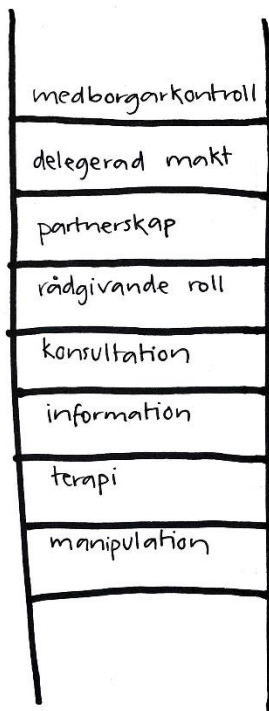 medborgarkontroll
delegerad makt
partnerskap
rådgivande roll
konsultation
information
terapi
manipulation